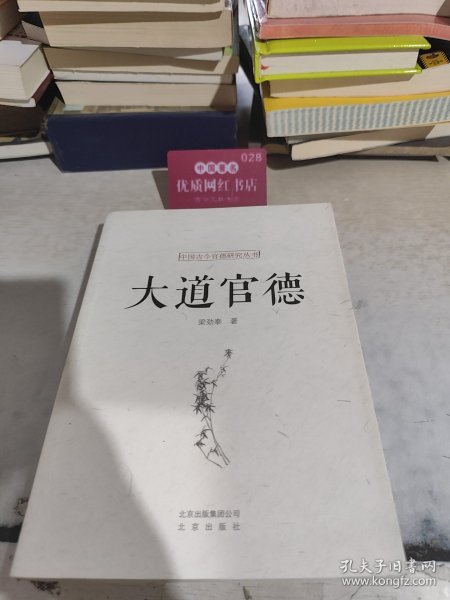 028
中国書店
优质网红书店
中国古今官德研究丛书
大道官德
梁劲泰 著
北京出版集团公司
北京出版社
孔夫子旧书网
www.kongfz.com